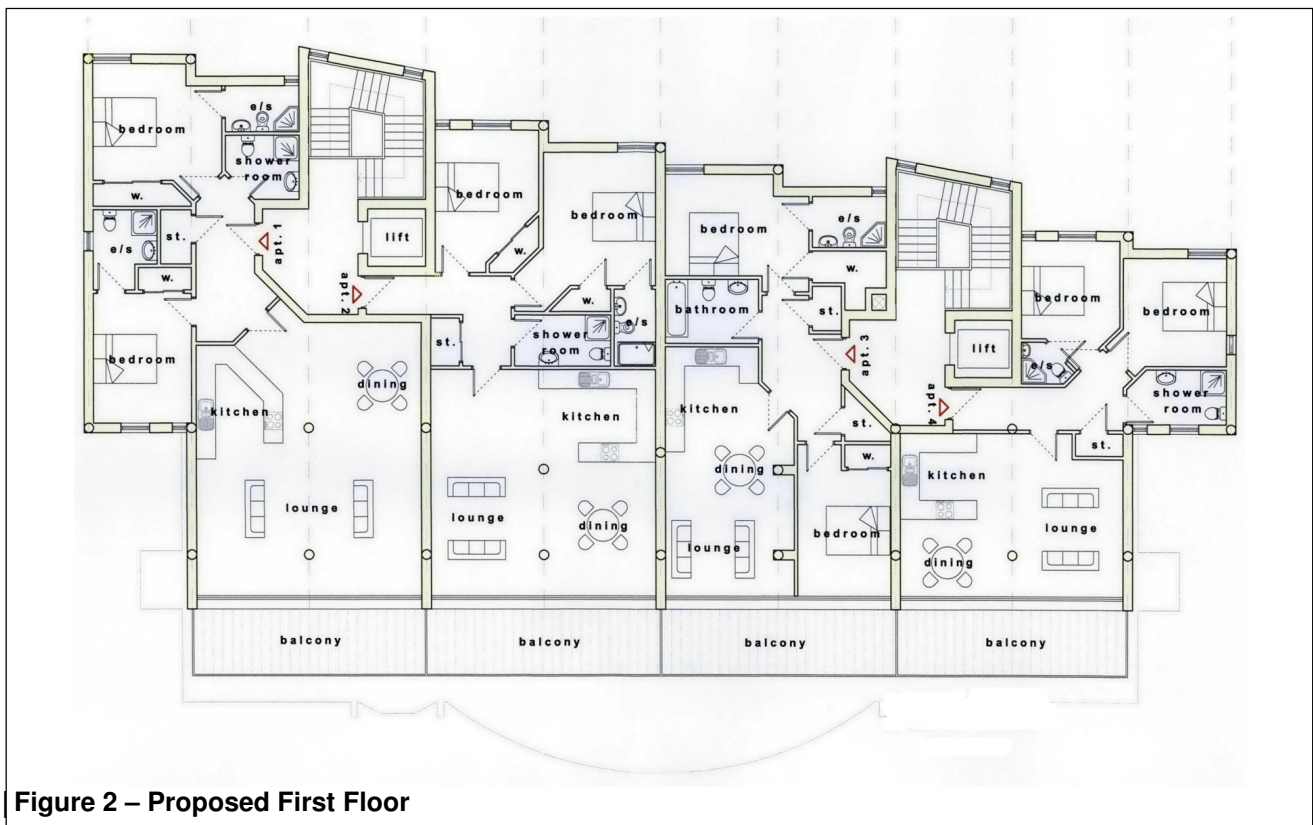 e/s
bedroom
shower
room
w.
st.
e/s
w.
bedroom
apt. 1
lift
apt. 2
bedroom
bedroom
w.
w.
e/s
st.
shower
room
dining
kitchen
lounge
kitchen
lounge
dining
bedroom
e/s
w.
bathroom
st.
apt. 3
lift
apt. 4
bedroom
bedroom
e/s
shower
room
st.
kitchen
st.
w.
dining
lounge
bedroom
kitchen
lounge
dining
balcony
balcony
balcony
balcony
Figure 2 – Proposed First Floor